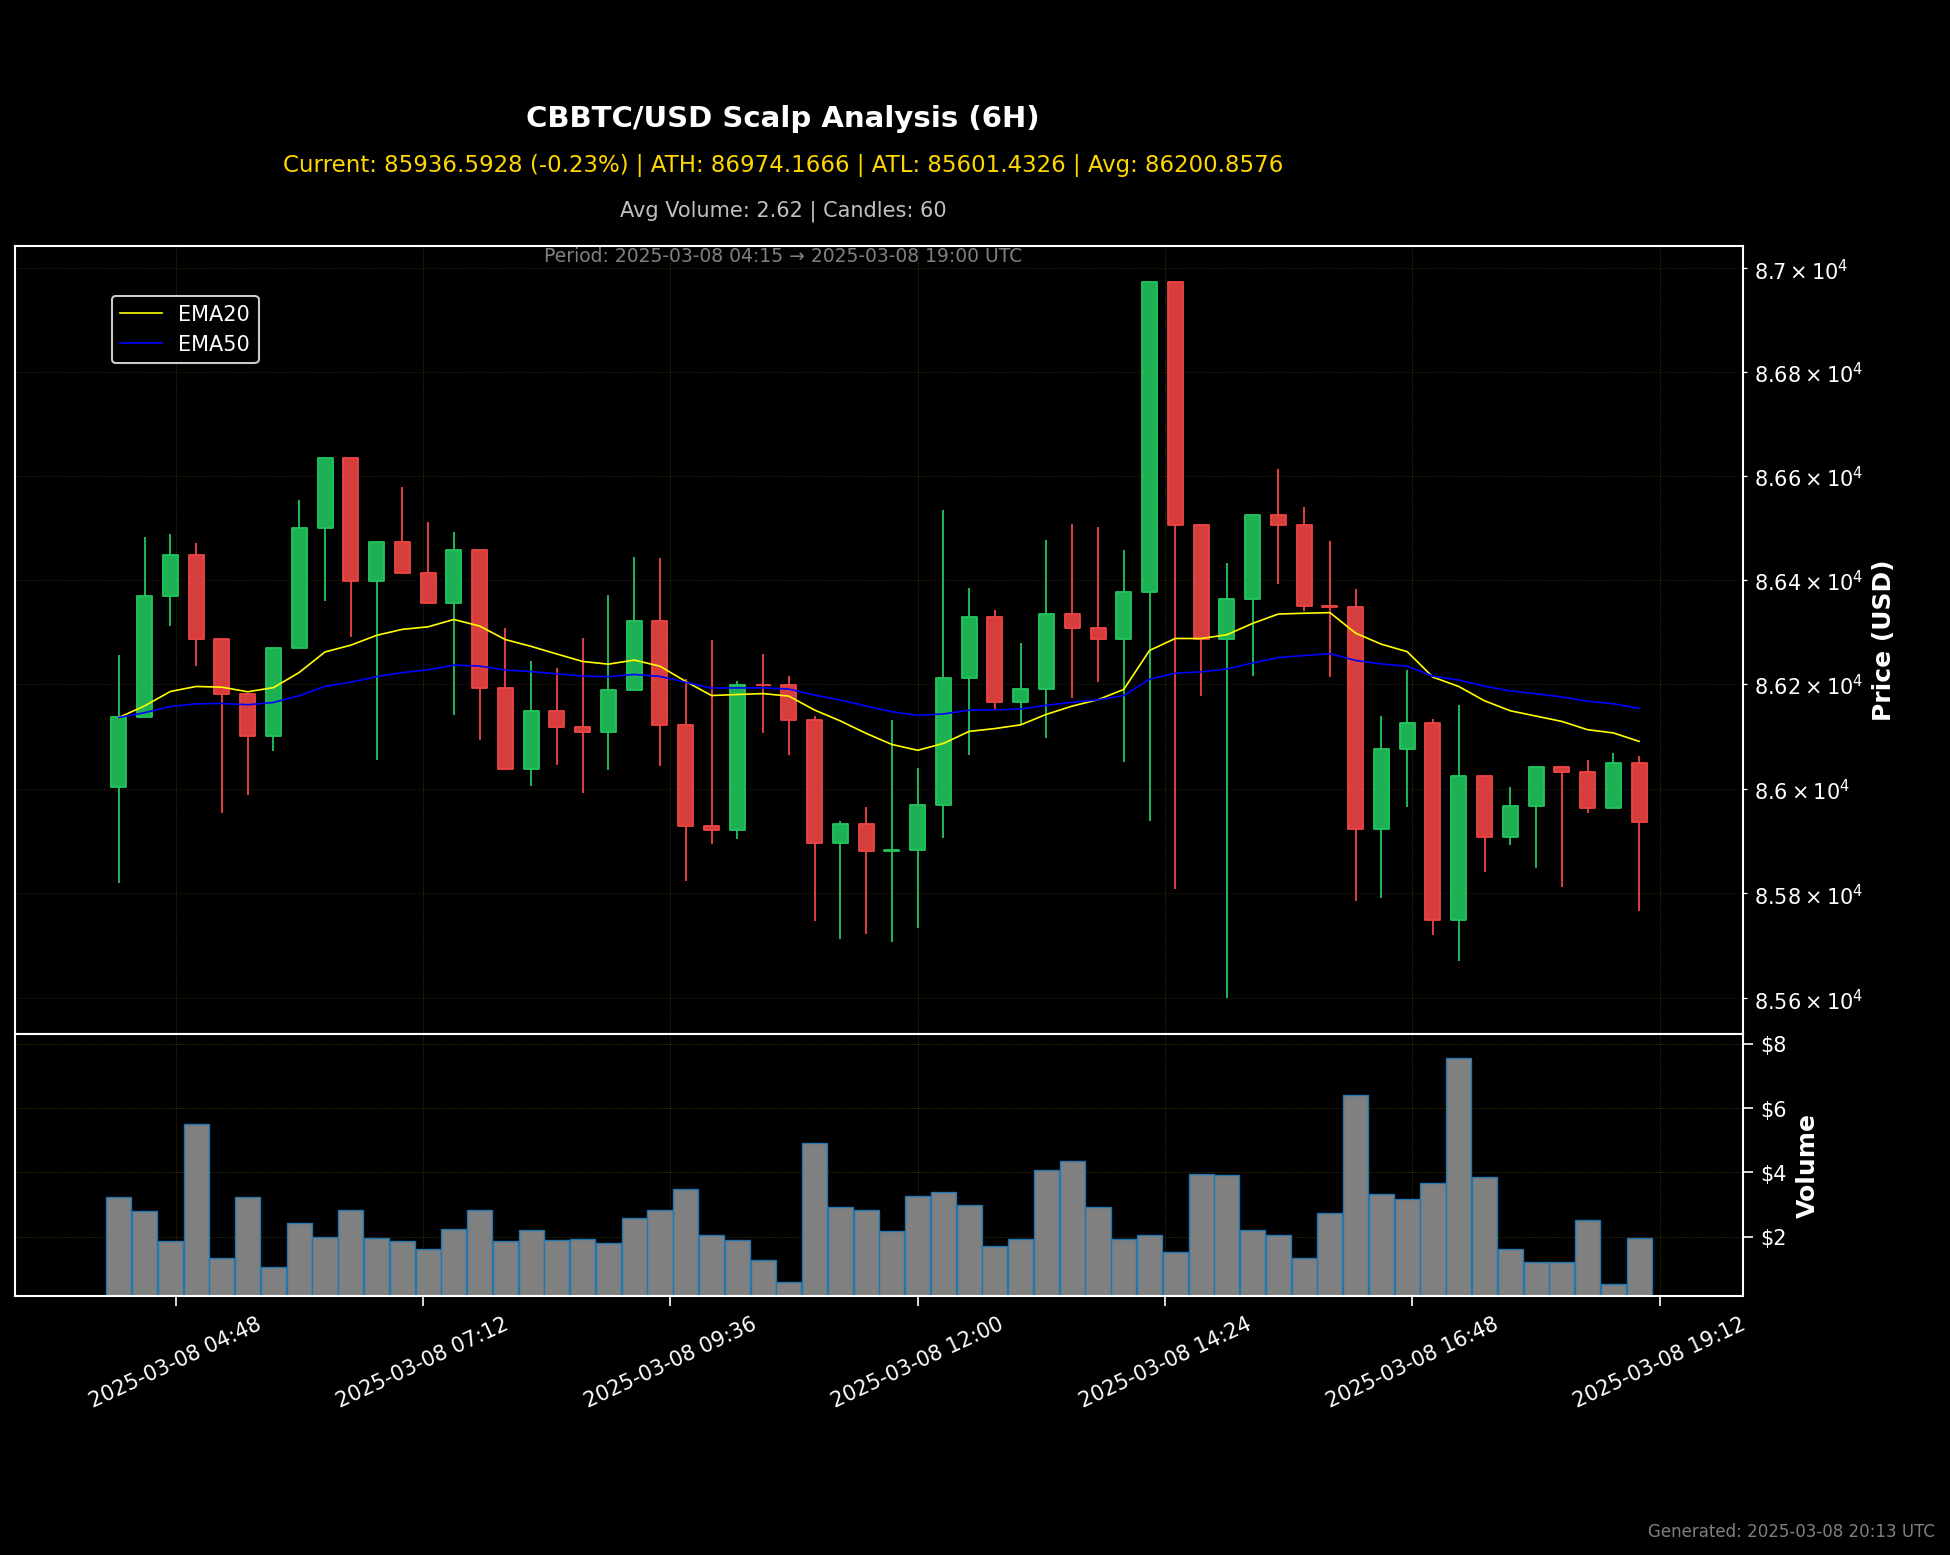 CBBTC/USD Scalp Analysis (6H)
Current: 85936.5928 (-0.23%) | ATH: 86974.1666 | ATL: 85601.4326 | Avg: 86200.8576
Avg Volume: 2.62 | Candles: 60
Period: 2025-03-08 04:15 → 2025-03-08 19:00 UTC
EMA20
EMA50
8.7 × 10⁴
8.68 × 10⁴
8.66 × 10⁴
8.64 × 10⁴
8.62 × 10⁴
8.6 × 10⁴
8.58 × 10⁴
8.56 × 10⁴
Price (USD)
$8
$6
$4
$2
Volume
2025-03-08 04:48
2025-03-08 07:12
2025-03-08 09:36
2025-03-08 12:00
2025-03-08 14:24
2025-03-08 16:48
2025-03-08 19:12
Generated: 2025-03-08 20:13 UTC